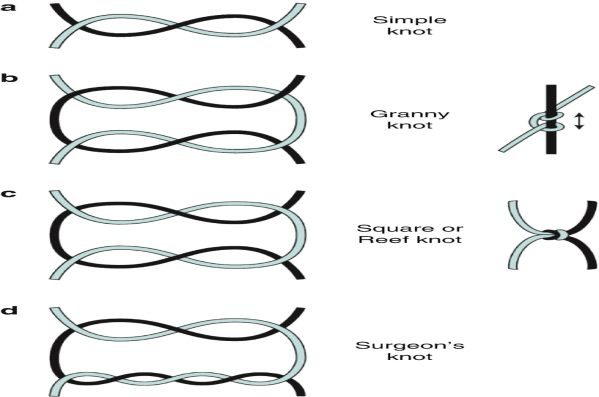 a
Simple
knot
b
Granny
knot
c
Square or
Reef knot
d
Surgeon's
knot